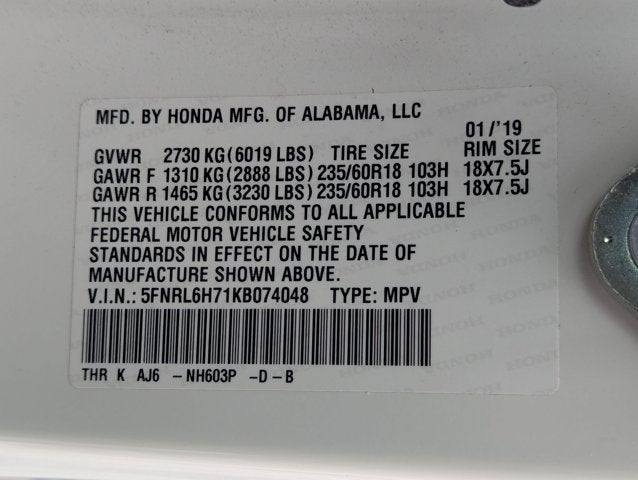 MFD. BY HONDA MFG. OF ALABAMA, LLC
01/'19
GVWR 2730 KG(6019 LBS) TIRE SIZE RIM SIZE
GAWR F 1310 KG(2888 LBS)235/60R18 103H 18X7.5J
GAWR R 1465 KG(3230 LBS)235/60R18 103H 18X7.5J
THIS VEHICLE CONFORMS TO ALL APPLICABLE
FEDERAL MOTOR VEHICLE SAFETY
STANDARDS IN EFFECT ON THE DATE OF
MANUFACTURE SHOWN ABOVE.
V.I.N.: 5FNRL6H71KB074048 TYPE: MPV
THR K AJ6 -NH603P -D-B